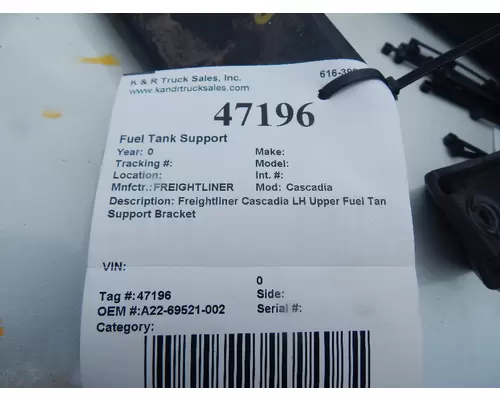 K & R Truck Sales, Inc. 616-
www.kandrtrucksales.com
47196
Fuel Tank Support
Year: 0 Make:
Tracking #: Model:
Location: Int. #:
Mnfctr.:FREIGHTLINER Mod: Cascadia
Description: Freightliner Cascadia LH Upper Fuel Tan
Support Bracket
VIN:
0
Tag #:47196 Side:
OEM #:A22-69521-002 Serial #:
Category: